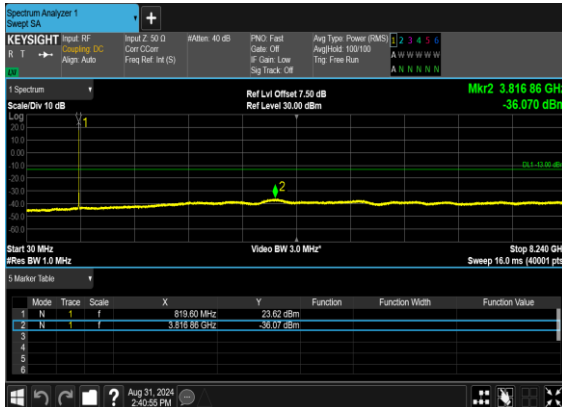 Spectrum Analyzer 1
Swept SA
KEYSIGHT
R T
LXI
Input: RF
Coupling: DC
Align: Auto
Input Z: 50 Ω
Corr CCorr
Freq Ref: Int (S)
#Atten: 40 dB
PNO: Fast
Gate: Off
IF Gain: Low
Sig Track: Off
Avg Type: Power (RMS)
Avg|Hold: 100/100
Trig: Free Run
1 2 3 4 5 6
A W W W W W
A N N N N N
1 Spectrum
Scale/Div 10 dB
Ref Lvl Offset 7.50 dB
Ref Level 30.00 dBm
Mkr2 3.816 86 GHz
-36.070 dBm
Log
20.0
10.0
0.00
-10.0
-20.0
-30.0
-40.0
-50.0
-60.0
1
2
DL1 -13.00 dBm
Start 30 MHz
#Res BW 1.0 MHz
Video BW 3.0 MHz*
Stop 8.240 GHz
Sweep 16.0 ms (40001 pts)
5 Marker Table
Mode Trace Scale X Y Function Function Width Function Value
1 N 1 f 819.60 MHz 23.62 dBm
2 N 1 f 3.816 86 GHz -36.07 dBm
3
4
5
6
?
Aug 31, 2024
2:40:55 PM